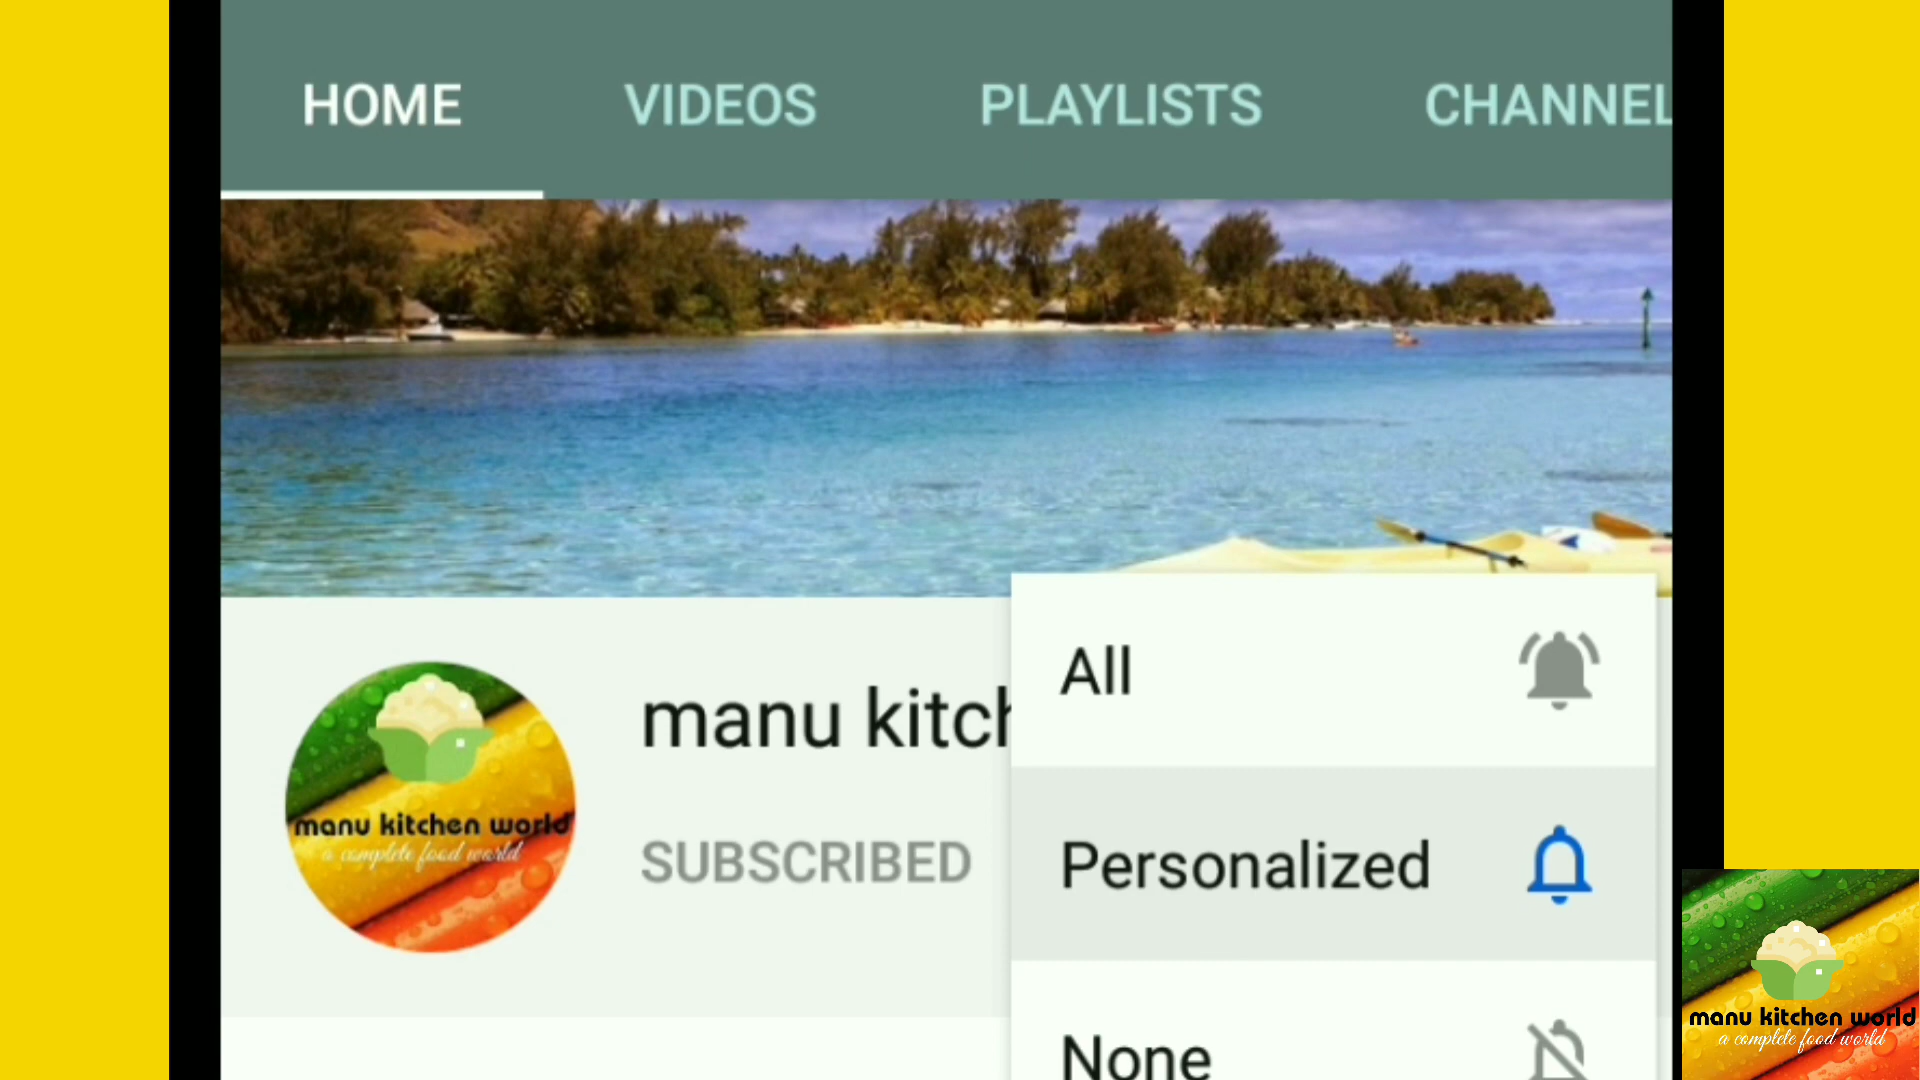 HOME VIDEOS PLAYLISTS CHANNEL
All
manu kitch
Personalized
SUBSCRIBED
manu kitchen world
a complete food world
None
manu kitchen world
a complete food world